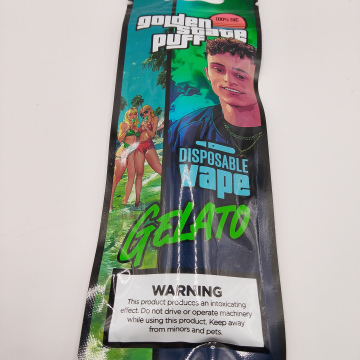 golden
state
puff
DISPOSABLE
vape
GELATO
WARNING
This product produces an intoxicating
effect. Do not drive or operate machinery
while using this product. Keep away
from minors and pets.